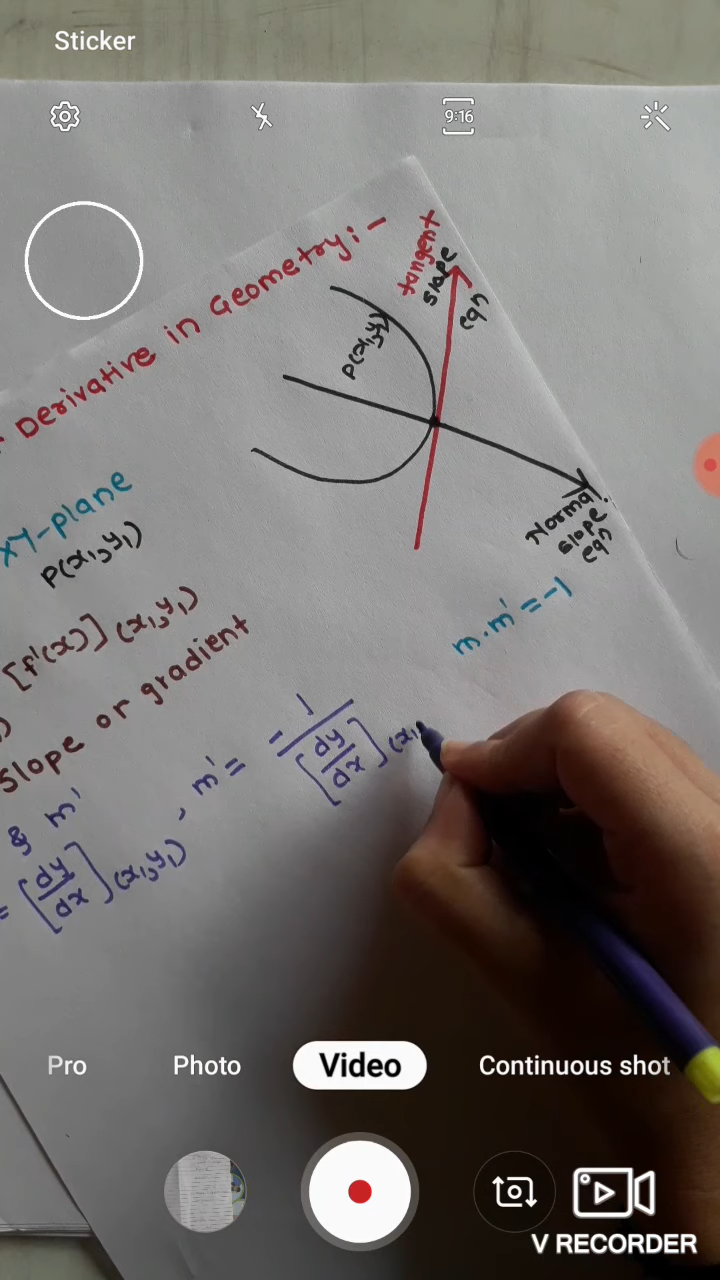 Sticker
9:16
Derivative in Geometry:-
tangent
slope
eqn
P(x₁,y₁)
Normal
slope
eqn
XY-plane
P(x₁,y₁)
m.m' = -1
[f'(x)](x₁,y₁)
)
Slope or gradient
& m'
= [dy/dx](x₁,y₁), m' = -1/[dy/dx](x₁,
Pro Photo Video Continuous shot
V RECORDER